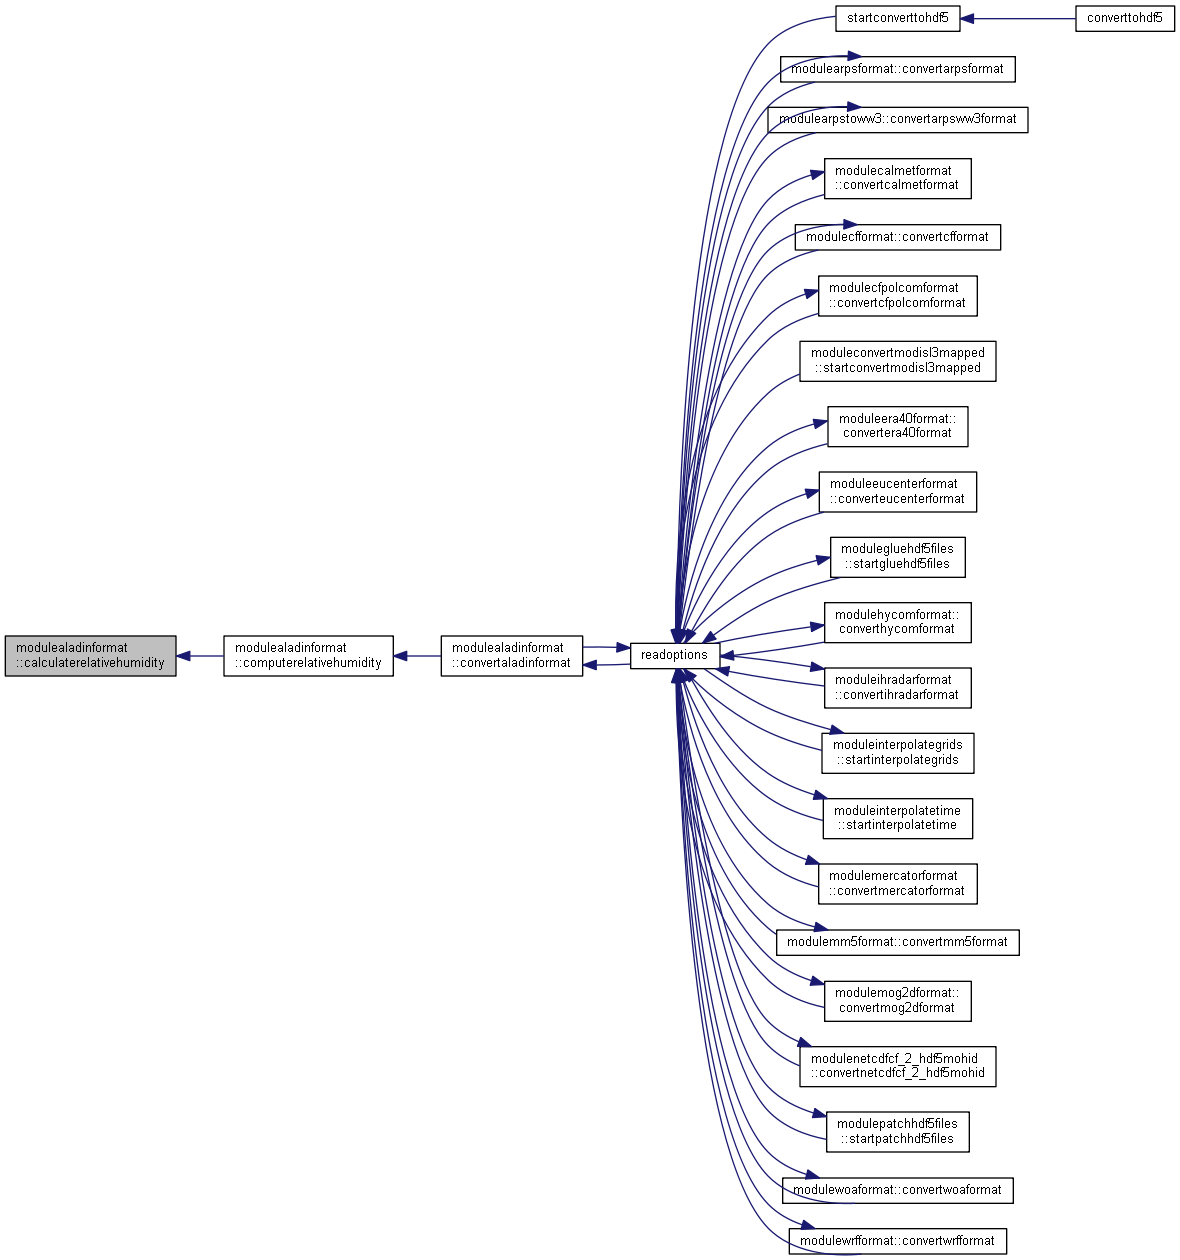 startconverttohdf5
converttohdf5
modulearpsformat::convertarpsformat
modulearpstoww3::convertarpsww3format
modulecalmetformat
::convertcalmetformat
modulecfformat::convertcfformat
modulecfpolcomformat
::convertcfpolcomformat
moduleconvertmodisl3mapped
::startconvertmodisl3mapped
moduleera40format::
convertera40format
moduleeucenterformat
::converteucenterformat
modulegluehdf5files
::startgluehdf5files
modulehycomformat::
converthycomformat
modulealadinformat
::calculaterelativehumidity
modulealadinformat
::computerelativehumidity
modulealadinformat
::convertaladinformat
readoptions
moduleihradarformat
::convertihradarformat
moduleinterpolategrids
::startinterpolategrids
moduleinterpolatetime
::startinterpolatetime
modulemercatorformat
::convertmercatorformat
modulemm5format::convertmm5format
modulemog2dformat::
convertmog2dformat
modulenetcdfcf_2_hdf5mohid
::convertnetcdfcf_2_hdf5mohid
modulepatchhdf5files
::startpatchhdf5files
modulewoaformat::convertwoaformat
modulewrfformat::convertwrfformat